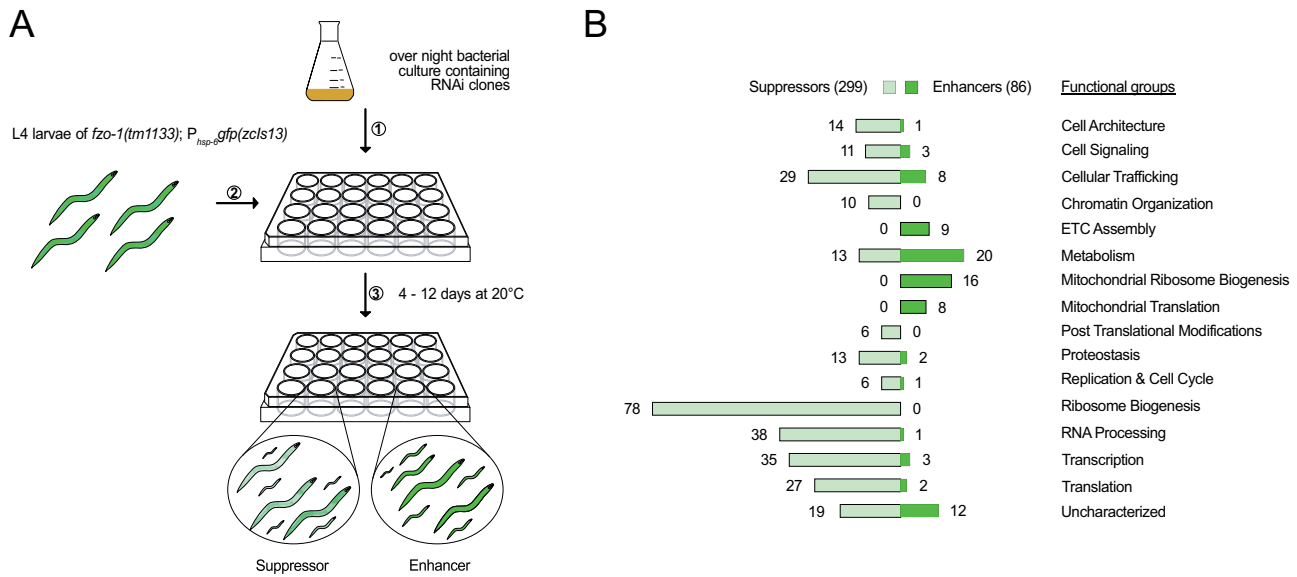 A
over night bacterial
culture containing
RNAi clones
①
L4 larvae of fzo-1(tm1133); Phsp-6gfp(zcIs13)
②
③ 4 - 12 days at 20°C
Suppressor
Enhancer
B
Suppressors (299) Enhancers (86) Functional groups
14 1 Cell Architecture
11 3 Cell Signaling
29 8 Cellular Trafficking
10 0 Chromatin Organization
0 9 ETC Assembly
13 20 Metabolism
0 16 Mitochondrial Ribosome Biogenesis
0 8 Mitochondrial Translation
6 0 Post Translational Modifications
13 2 Proteostasis
6 1 Replication & Cell Cycle
78 0 Ribosome Biogenesis
38 1 RNA Processing
35 3 Transcription
27 2 Translation
19 12 Uncharacterized